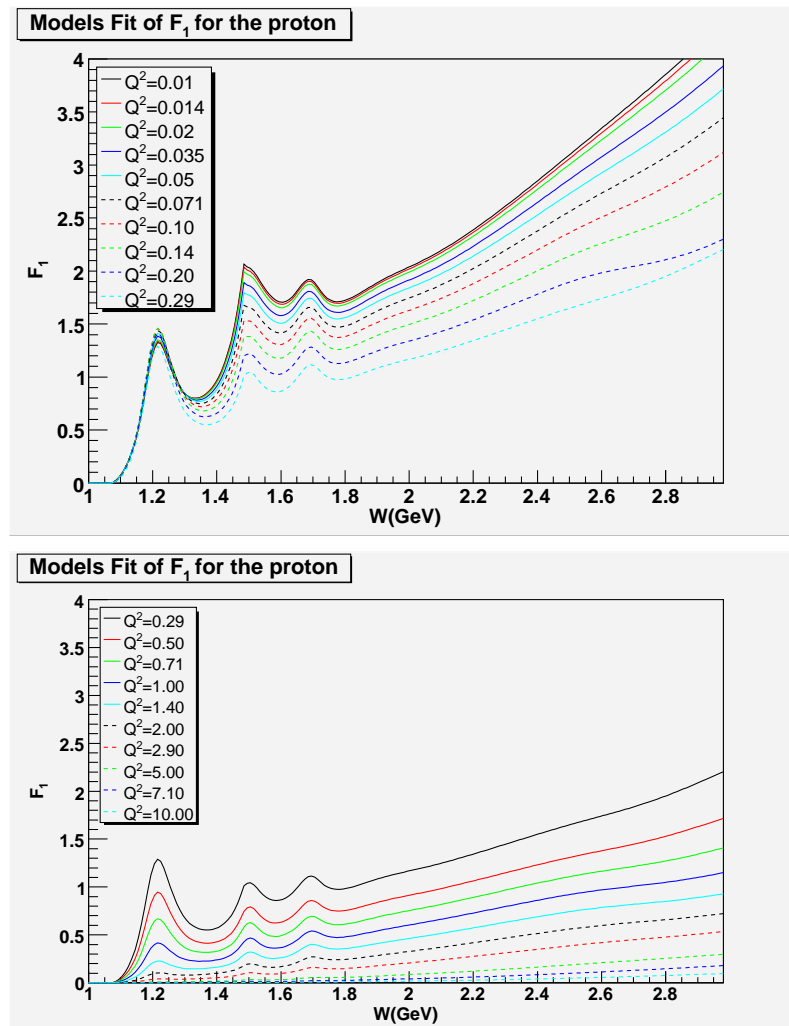 Models Fit of F₁ for the proton
4
3.5
3
2.5
2
1.5
1
0.5
0
F₁
Q²=0.01
Q²=0.014
Q²=0.02
Q²=0.035
Q²=0.05
Q²=0.071
Q²=0.10
Q²=0.14
Q²=0.20
Q²=0.29
1 1.2 1.4 1.6 1.8 2 2.2 2.4 2.6 2.8
W(GeV)
Models Fit of F₁ for the proton
4
3.5
3
2.5
2
1.5
1
0.5
0
F₁
Q²=0.29
Q²=0.50
Q²=0.71
Q²=1.00
Q²=1.40
Q²=2.00
Q²=2.90
Q²=5.00
Q²=7.10
Q²=10.00
1 1.2 1.4 1.6 1.8 2 2.2 2.4 2.6 2.8
W(GeV)